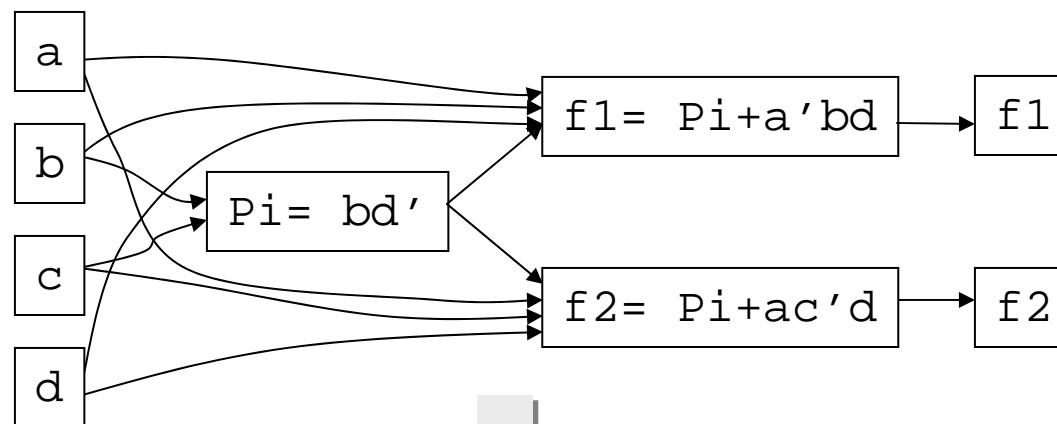 a
b
c
d
Pi= bd’
f1= Pi+a’bd
f2= Pi+ac’d
f1
f2